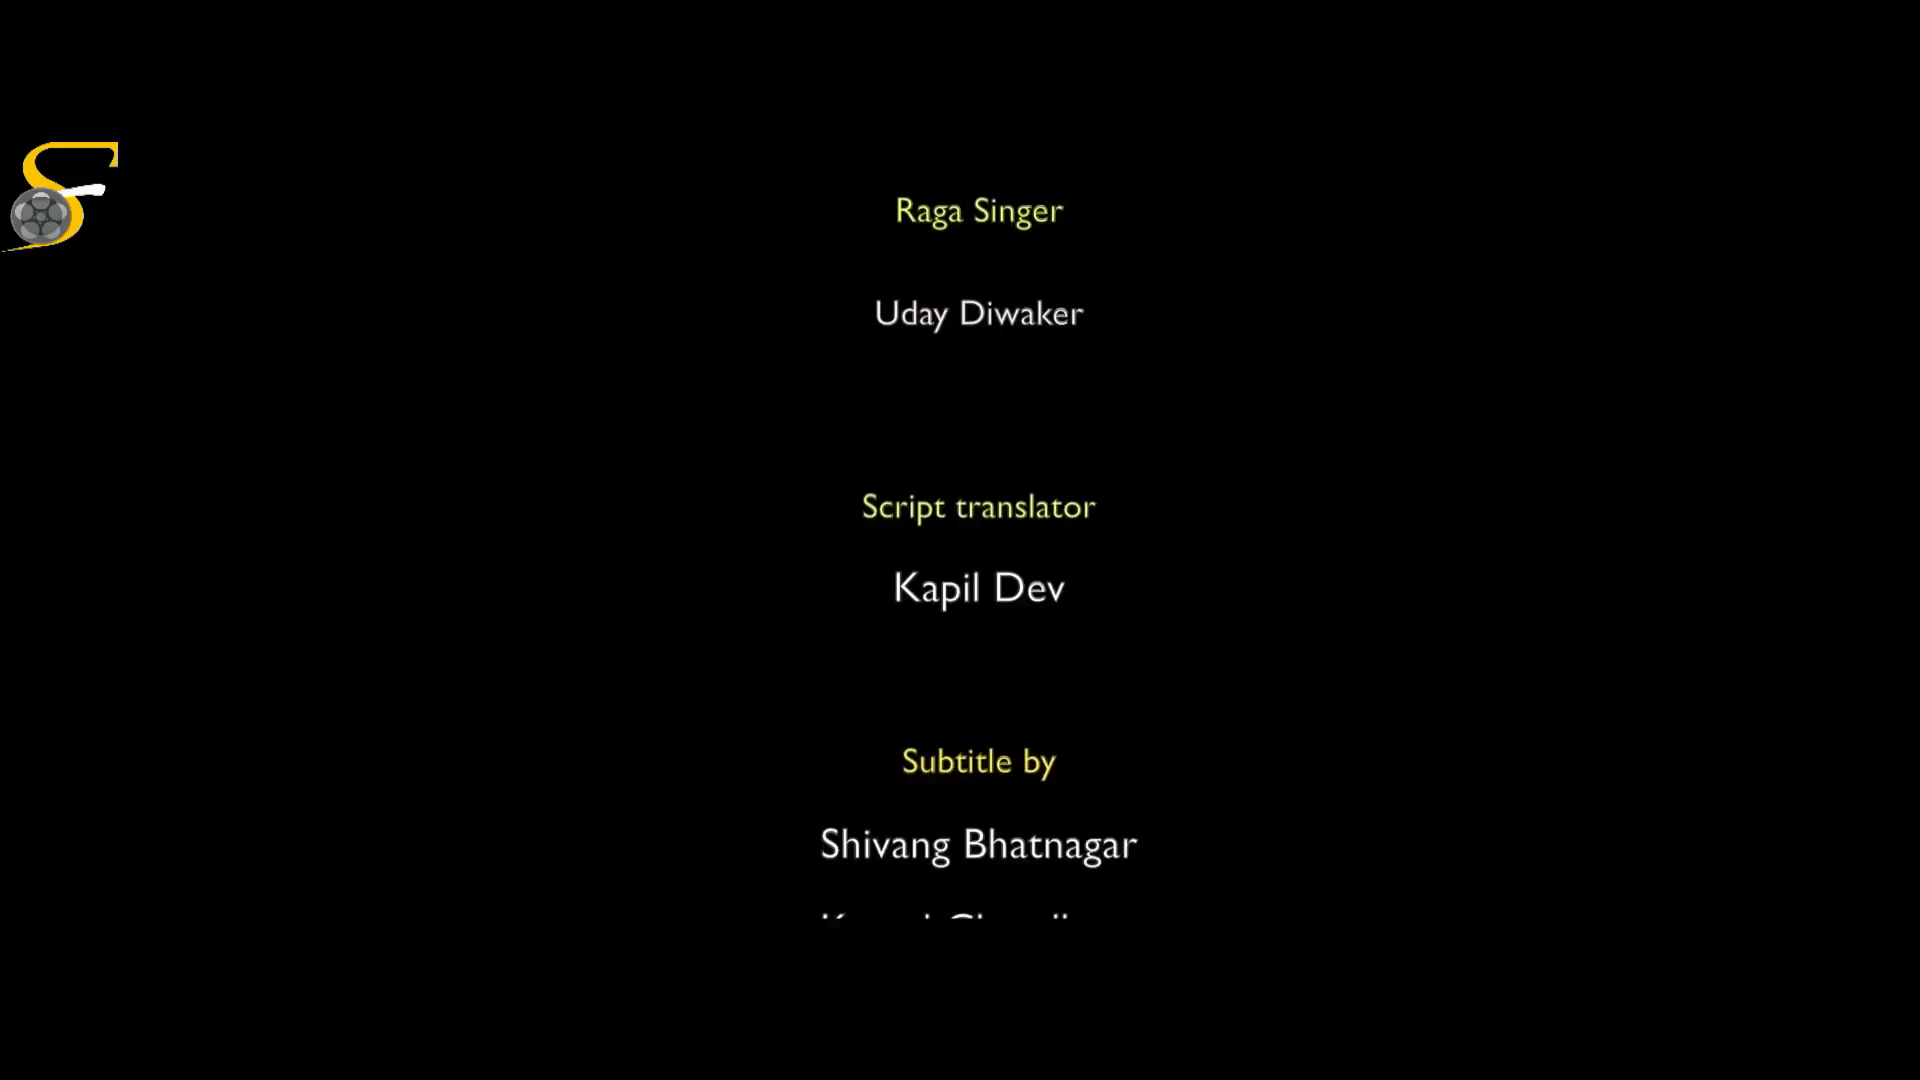 Raga Singer
Uday Diwaker
Script translator
Kapil Dev
Subtitle by
Shivang Bhatnagar